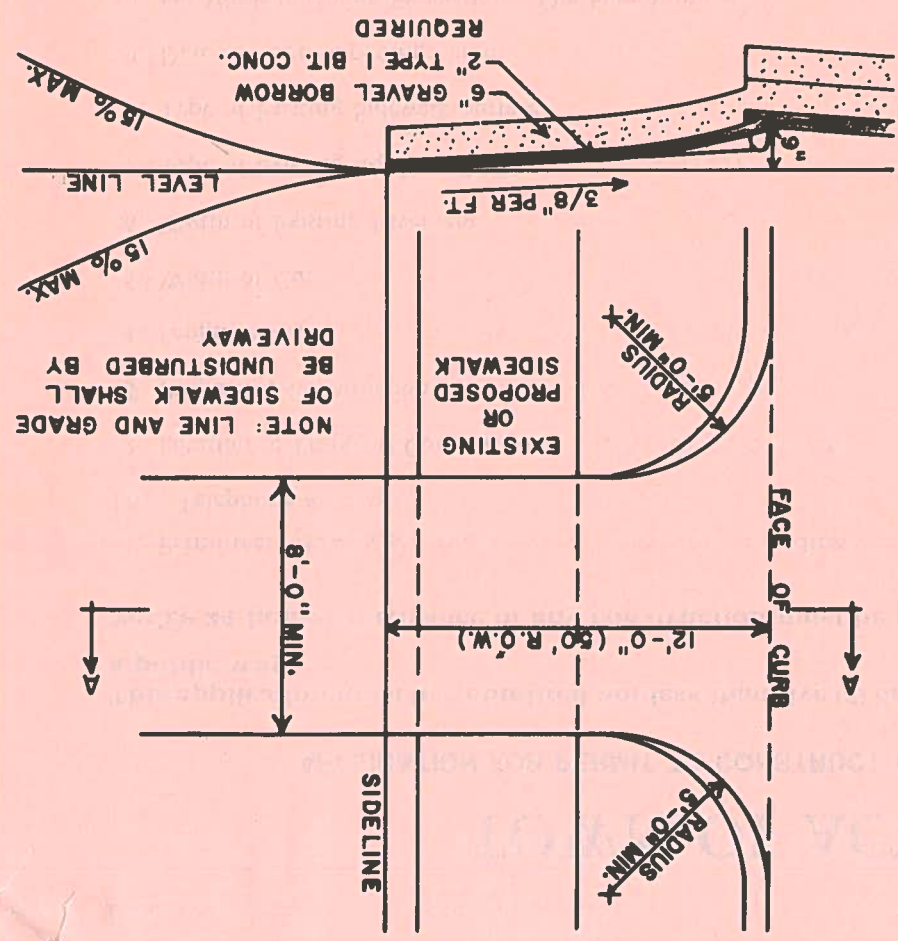 RADIUS
5'-0" MIN.
SIDELINE
12'-0" (50' R.O.W.)
A
A
FACE OF CURB
8'-0" MIN.
NOTE: LINE AND GRADE
OF SIDEWALK SHALL
BE UNDISTURBED BY
DRIVEWAY
EXISTING
OR
PROPOSED
SIDEWALK
RADIUS
5'-0" MIN.
15% MAX.
3/8" PER FT.
LEVEL LINE
15% MAX.
6" GRAVEL BORROW
2" TYPE I BIT. CONC.
REQUIRED